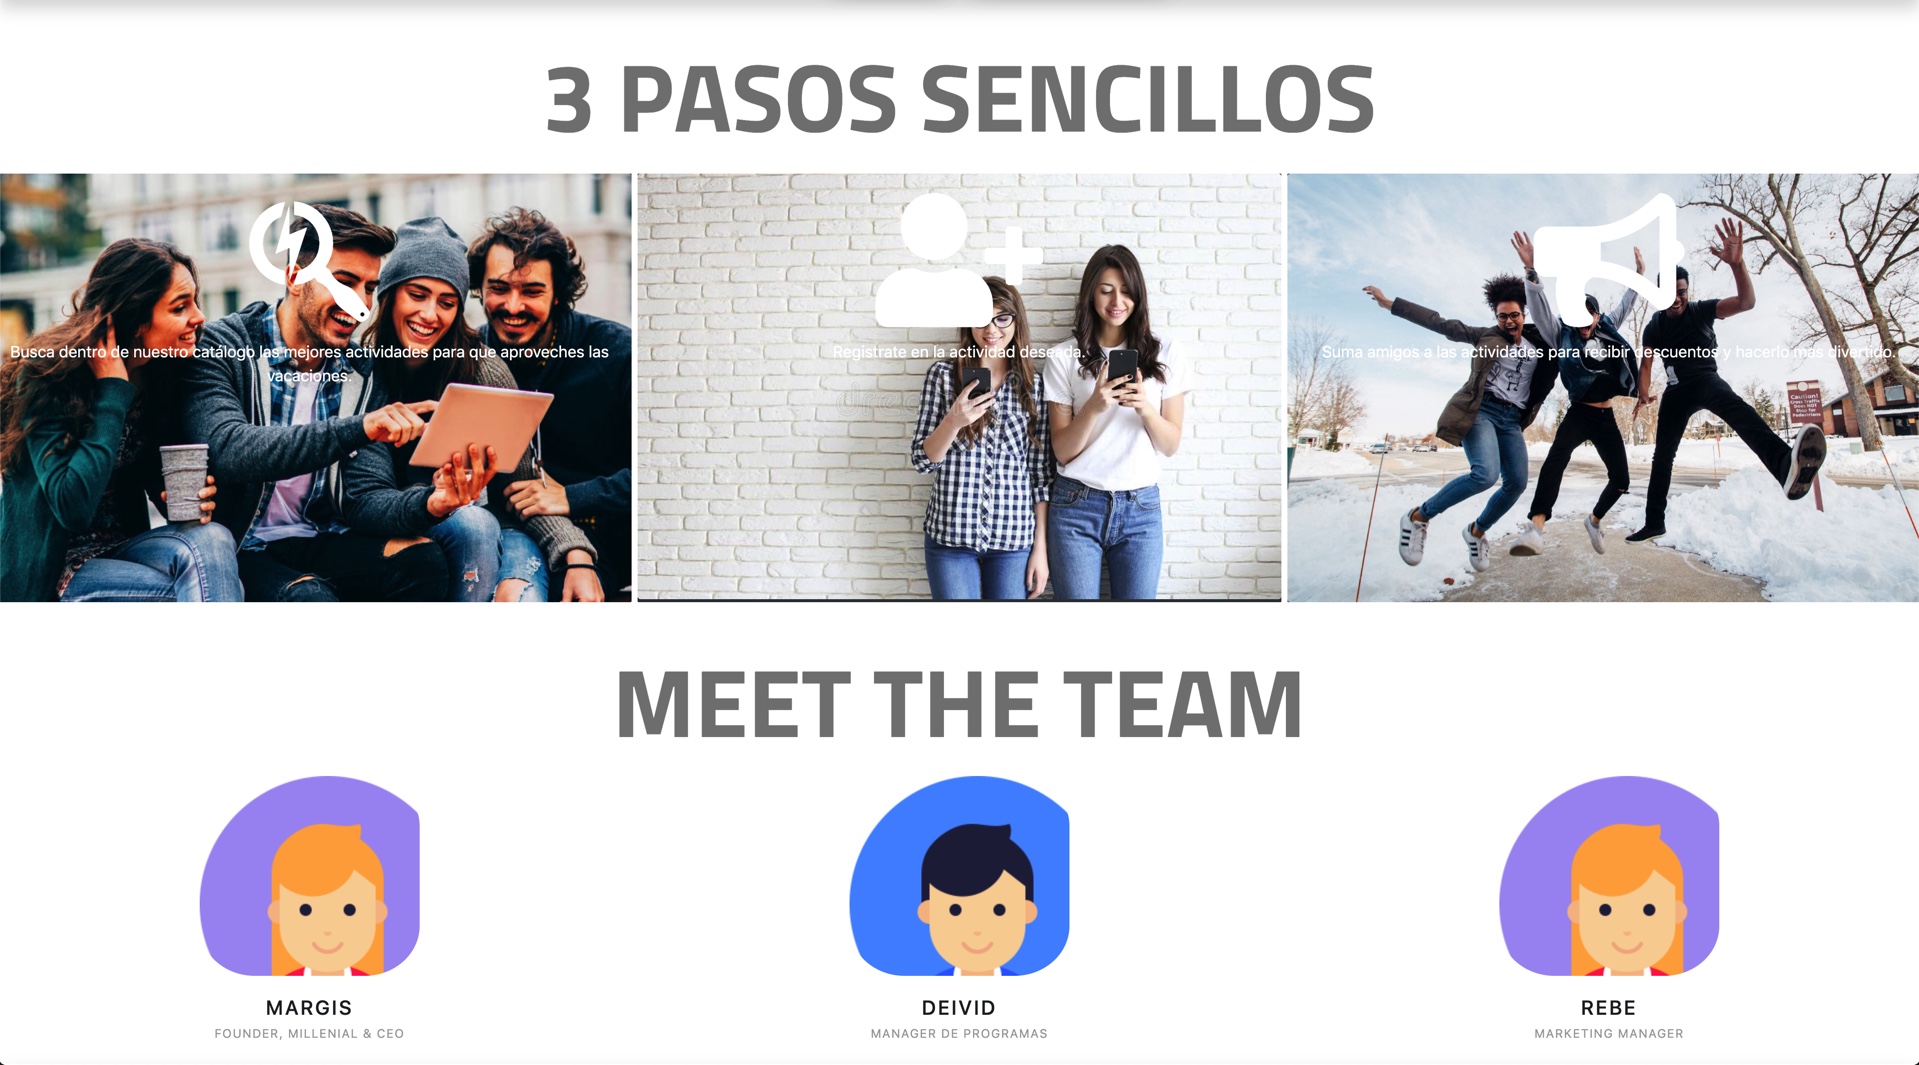 3 PASOS SENCILLOS
Busca dentro de nuestro catálogo las mejores actividades para que aproveches las
vacaciones.
Registrate en la actividad deseada.
Suma amigos a las actividades para recibir descuentos y hacerlo más divertido.
Caution!
MEET THE TEAM
MARGIS
FOUNDER, MILLENIAL & CEO
DEIVID
MANAGER DE PROGRAMAS
REBE
MARKETING MANAGER